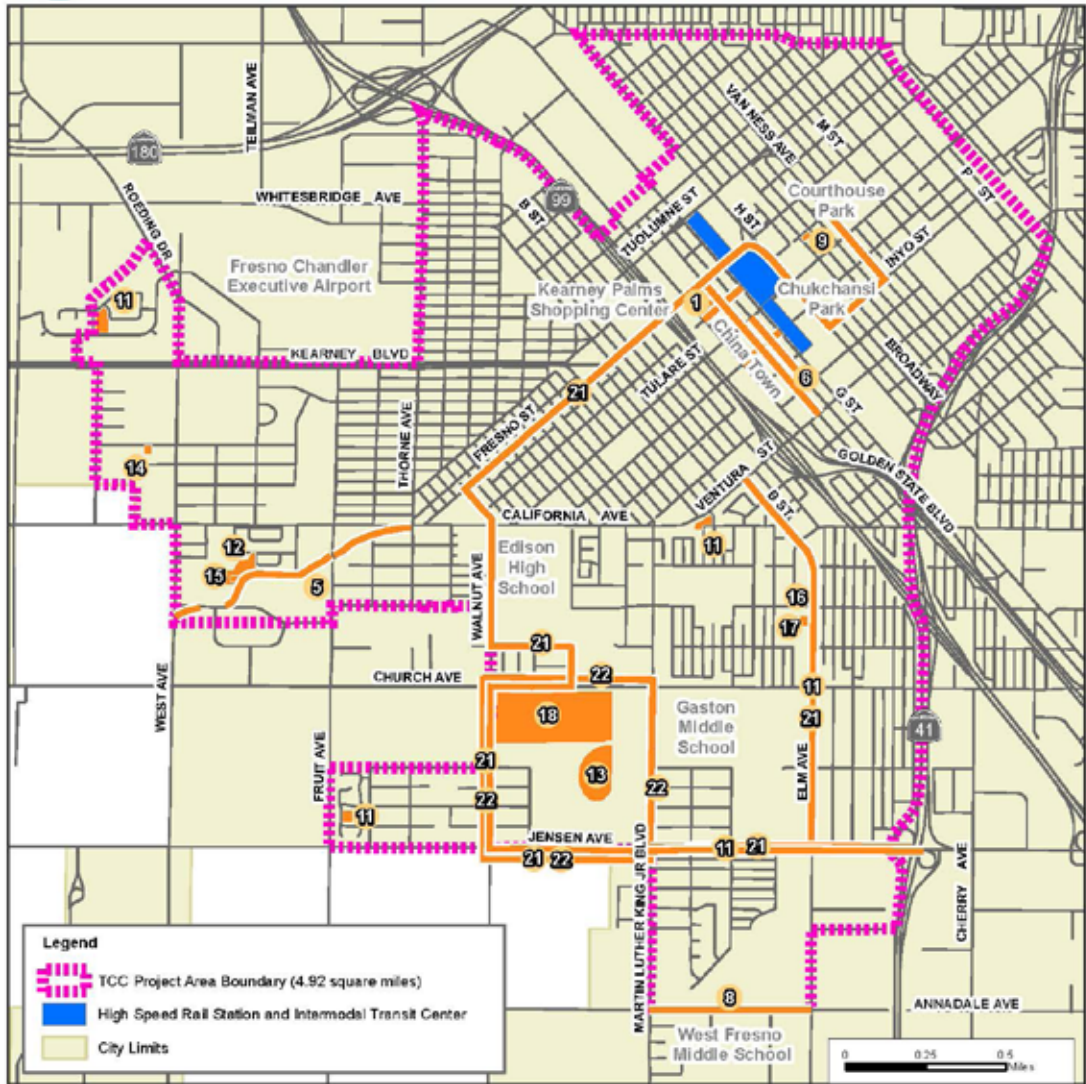 TEILMAN AVE
180
VAN NESS AVE
M ST
P ST
ROEDING DR
WHITESBRIDGE AVE
99
B ST
TUOLUMNE ST
H ST
Courthouse
Park
9
INYO ST
Fresno Chandler
Executive Airport
11
Kearney Palms
Shopping Center
1
Chukchansi
Park
China Town
KEARNEY BLVD
TULARE ST
6
G ST
BROADWAY
21
FRESNO ST
THORNE AVE
14
GOLDEN STATE BLVD
VENTURA ST
CALIFORNIA AVE
B ST.
12
15
5
Edison
High
School
11
WALNUT AVE
16
17
21
CHURCH AVE
22
11
WEST AVE
18
Gaston
Middle
School
21
41
FRUIT AVE
21
13
22
22
ELM AVE
11
JENSEN AVE
21 22
11 21
MARTIN LUTHER KING JR BLVD
CHERRY AVE
8
ANNADALE AVE
West Fresno
Middle School
Legend
TCC Project Area Boundary (4.92 square miles)
High Speed Rail Station and Intermodal Transit Center
City Limits
0 0.25 0.5
Miles